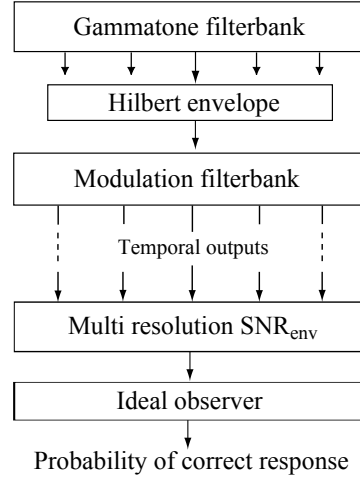 Gammatone filterbank
Hilbert envelope
Modulation filterbank
Temporal outputs
Multi resolution SNRenv
Ideal observer
Probability of correct response